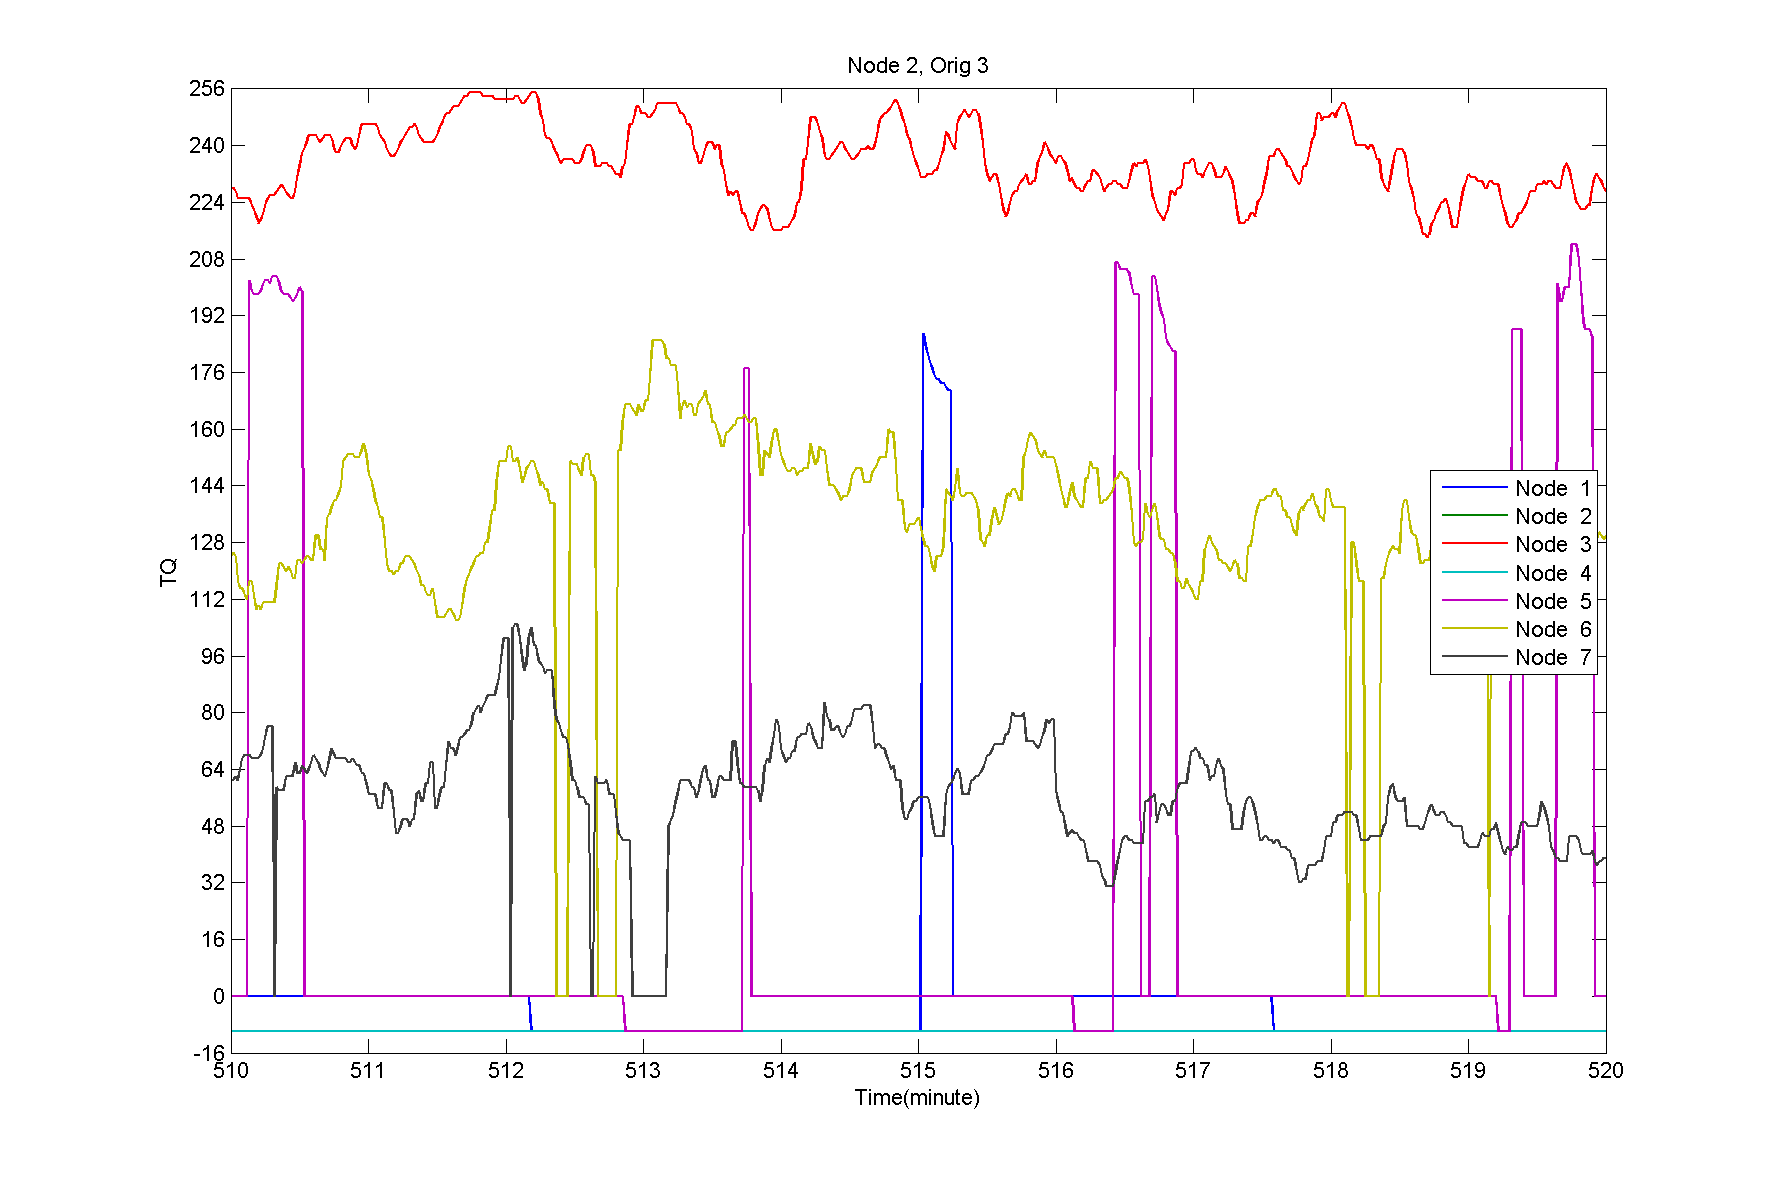 Node 2, Orig 3
256
240
224
208
192
176
160
144
128
112
96
80
64
48
32
16
0
-16
TQ
Node 1
Node 2
Node 3
Node 4
Node 5
Node 6
Node 7
510 511 512 513 514 515 516 517 518 519 520
Time(minute)